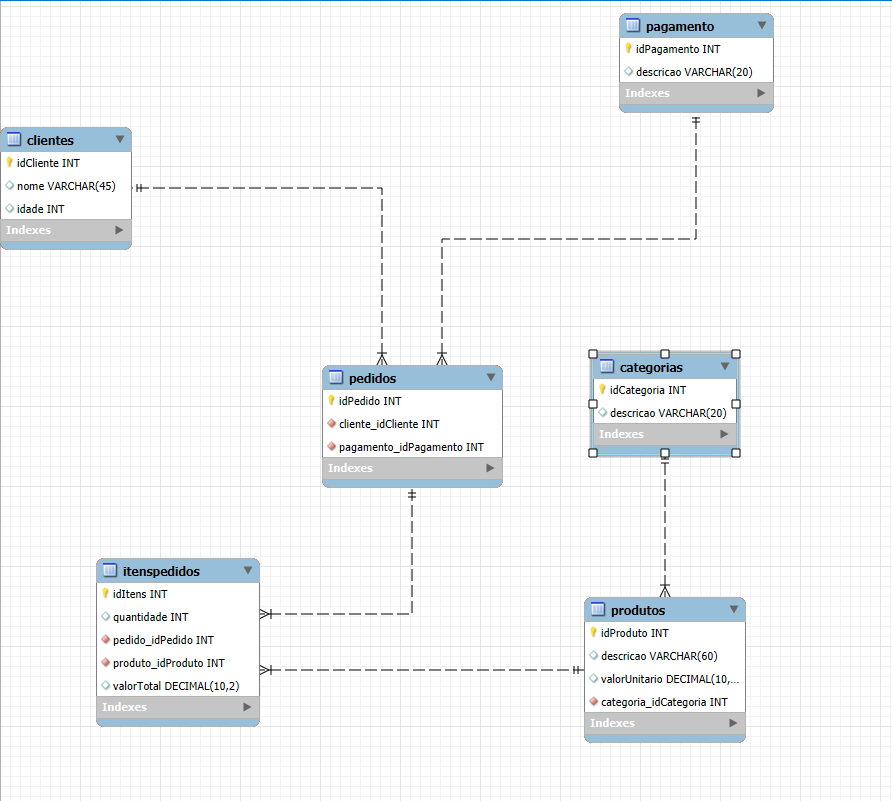 pagamento
idPagamento INT
descricao VARCHAR(20)
Indexes
clientes
idCliente INT
nome VARCHAR(45)
idade INT
Indexes
pedidos
idPedido INT
cliente_idCliente INT
pagamento_idPagamento INT
Indexes
categorias
idCategoria INT
descricao VARCHAR(20)
Indexes
itenspedidos
idItens INT
quantidade INT
pedido_idPedido INT
produto_idProduto INT
valorTotal DECIMAL(10,2)
Indexes
produtos
idProduto INT
descricao VARCHAR(60)
valorUnitario DECIMAL(10,...
categoria_idCategoria INT
Indexes